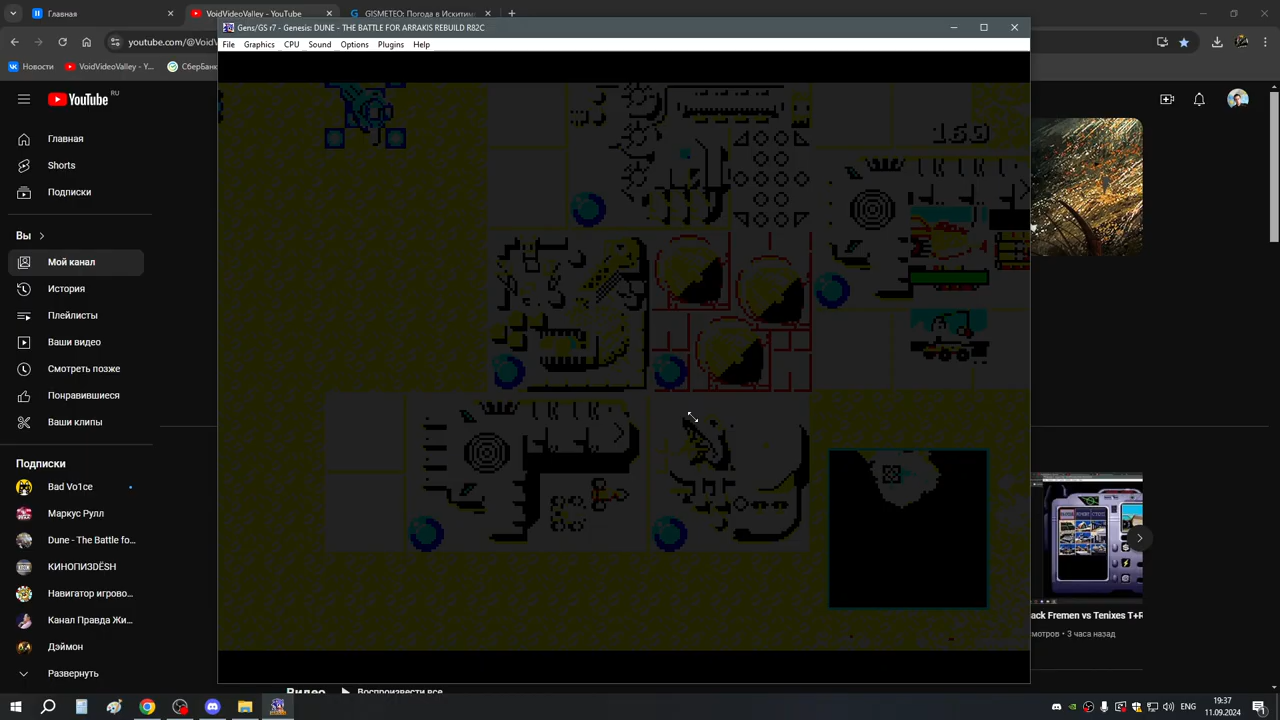 Главная
VoidVideoValley - YouTube
GISMETEO: Погода в Искити
Gens/GS r7 - Genesis: DUNE - THE BATTLE FOR ARRAKIS REBUILD R82C
File Graphics CPU Sound Options Plugins Help
youtube.com/@Void
Новости
VoidVideoValley - Y...
СберБанк
YouTube
RU
Главная
Shorts
Подписки
Вы
Мой канал
История
Плейлисты
Ваши видео
Смотреть позже
Понравившиеся
Ваши клипы
Подписки
Bad Vo1ce
Маркус Рулл
Dune - The Battle fo...
КИНОПИЗDЁSH
Навигатор игрово...
Канал Правда Жи...
Дэймон
Развернуть
169
ack Fremen vs Tenixes T+R
мотров • 3 часа назад
Видео
Воспроизвести все
19:37
ENG
11.09.2024